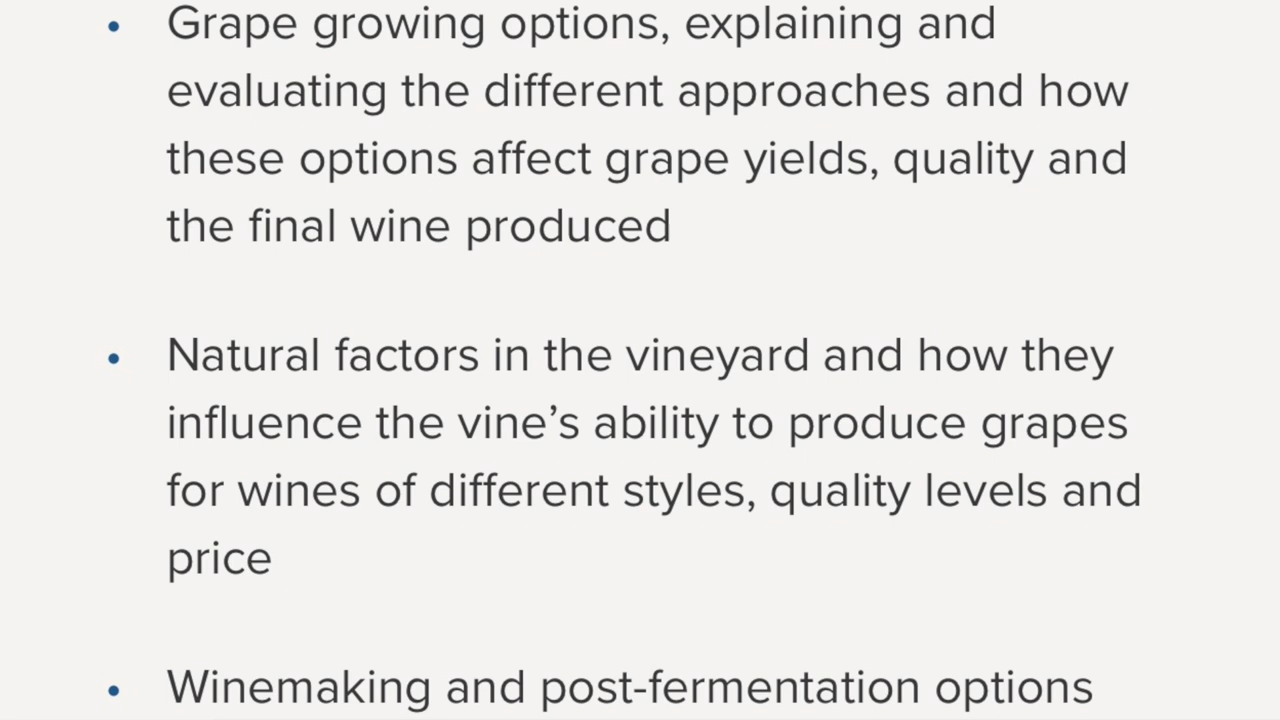 • Grape growing options, explaining and
evaluating the different approaches and how
these options affect grape yields, quality and
the final wine produced
• Natural factors in the vineyard and how they
influence the vine’s ability to produce grapes
for wines of different styles, quality levels and
price
• Winemaking and post-fermentation options